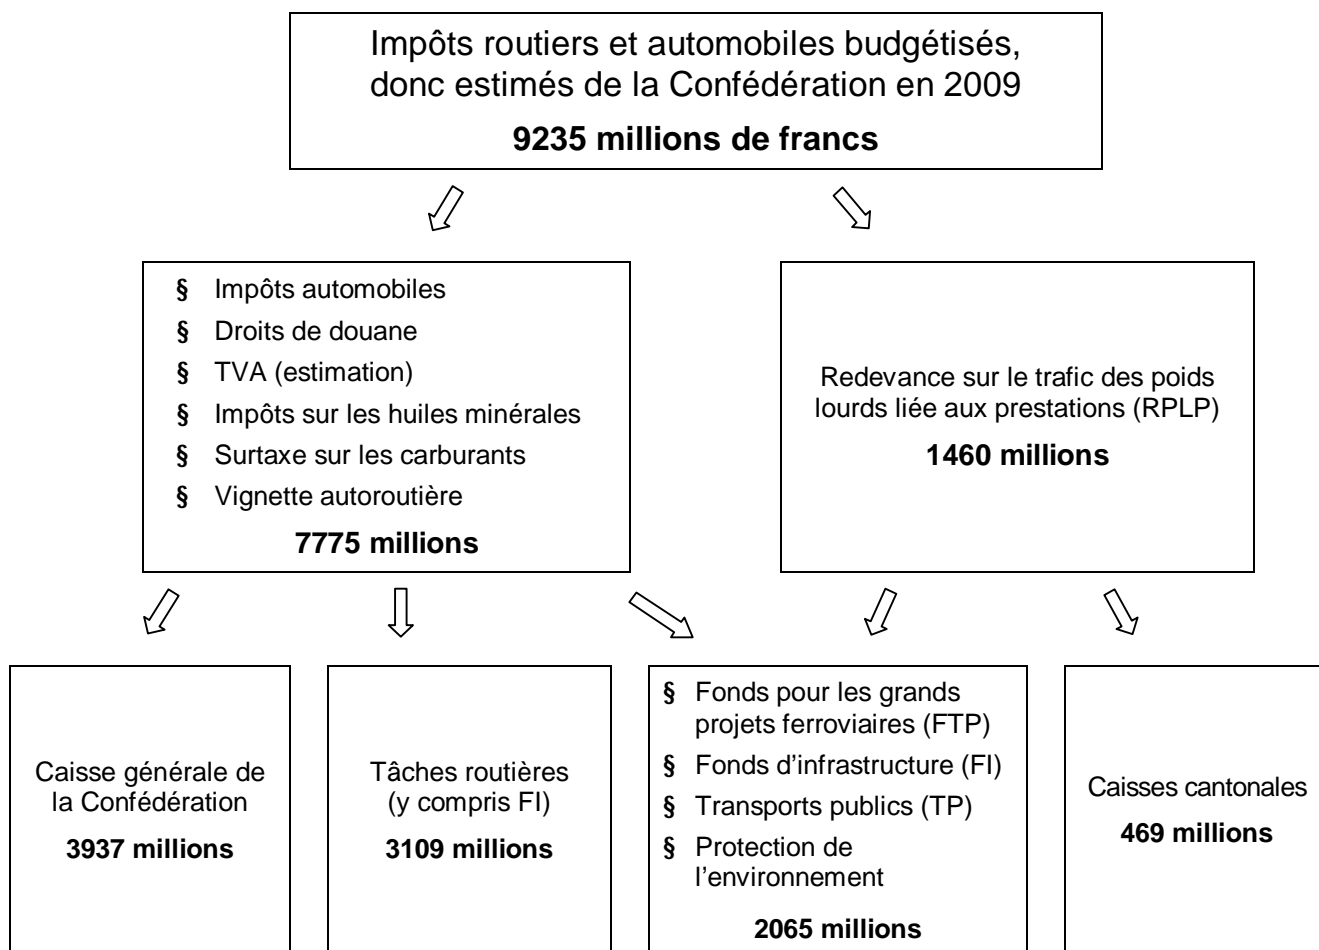 Impôts routiers et automobiles budgétisés,
donc estimés de la Confédération en 2009
9235 millions de francs
§ Impôts automobiles
§ Droits de douane
§ TVA (estimation)
§ Impôts sur les huiles minérales
§ Surtaxe sur les carburants
§ Vignette autoroutière
7775 millions
Redevance sur le trafic des poids
lourds liée aux prestations (RPLP)
1460 millions
Caisse générale de
la Confédération
3937 millions
Tâches routières
(y compris FI)
3109 millions
§ Fonds pour les grands
projets ferroviaires (FTP)
§ Fonds d'infrastructure (FI)
§ Transports publics (TP)
§ Protection de
l'environnement
2065 millions
Caisses cantonales
469 millions